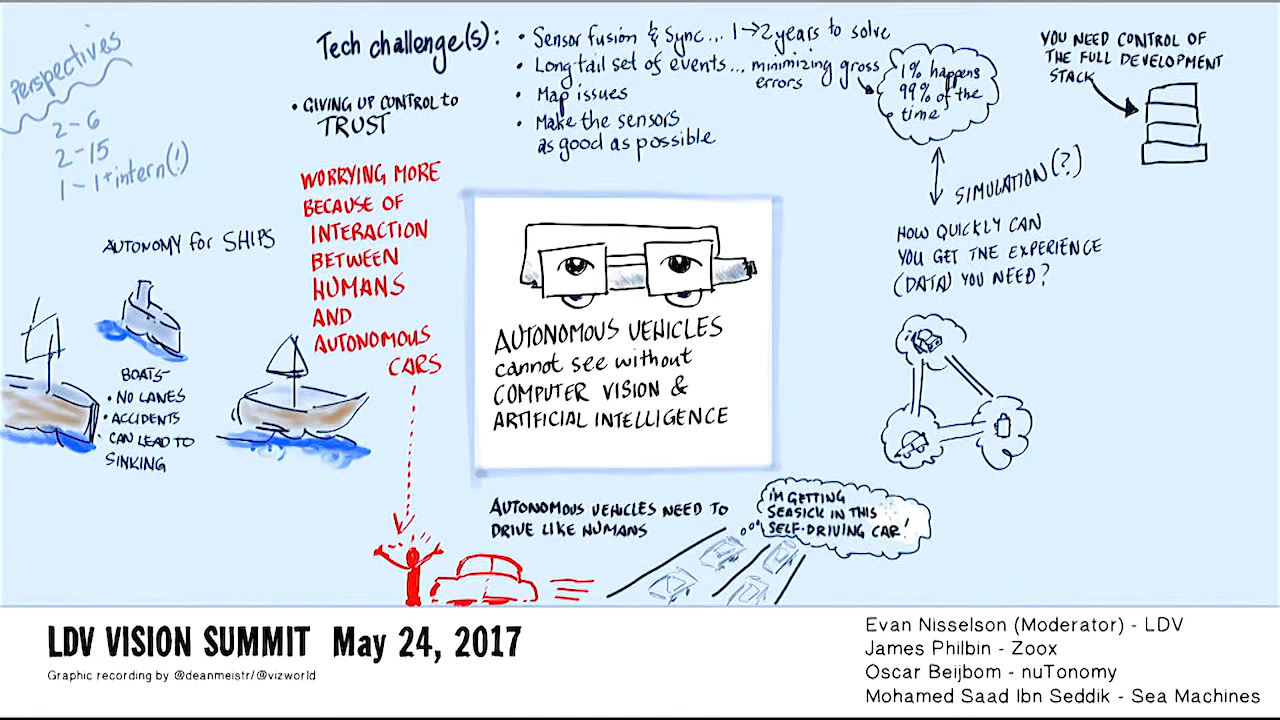 Perspectives
2-6
2-15
1-1+intern(!)
Tech challenge(s):
• Sensor fusion & Sync... 1→2 years to solve
• Long tail set of events... minimizing gross
errors
• Map issues
• Make the sensors
as good as possible
1% happens
99% of the
time
YOU NEED CONTROL OF
THE FULL DEVELOPMENT
STACK
• GIVING UP CONTROL to
TRUST
WORRYING MORE
BECAUSE OF
INTERACTION
BETWEEN
HUMANS
AND
AUTONOMOUS
CARS
SIMULATION(?)
HOW QUICKLY CAN
YOU GET THE EXPERIENCE
(DATA) YOU NEED?
AUTONOMY for SHIPS
BOATS-
• NO LANES
• ACCIDENTS
CAN LEAD TO
SINKING
AUTONOMOUS VEHICLES
cannot see without
COMPUTER VISION &
ARTIFICIAL INTELLIGENCE
AUTONOMOUS VEHICLES NEED TO
DRIVE LIKE HUMANS
I'M GETTING
SEASICK IN THIS
SELF-DRIVING CAR!
LDV VISION SUMMIT May 24, 2017
Graphic recording by @deanmeistr/@vizworld
Evan Nisselson (Moderator) - LDV
James Philbin - Zoox
Oscar Beijbom - nuTonomy
Mohamed Saad Ibn Seddik - Sea Machines